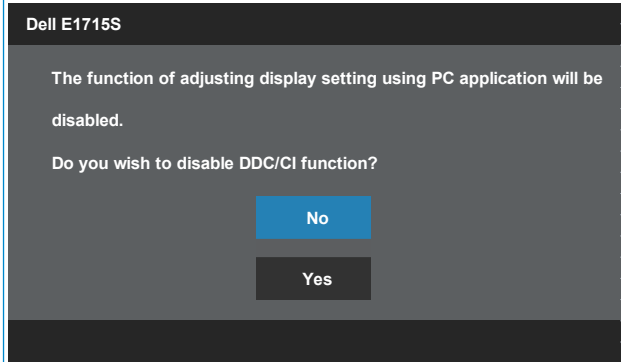 Dell E1715S
The function of adjusting display setting using PC application will be
disabled.
Do you wish to disable DDC/CI function?
No
Yes